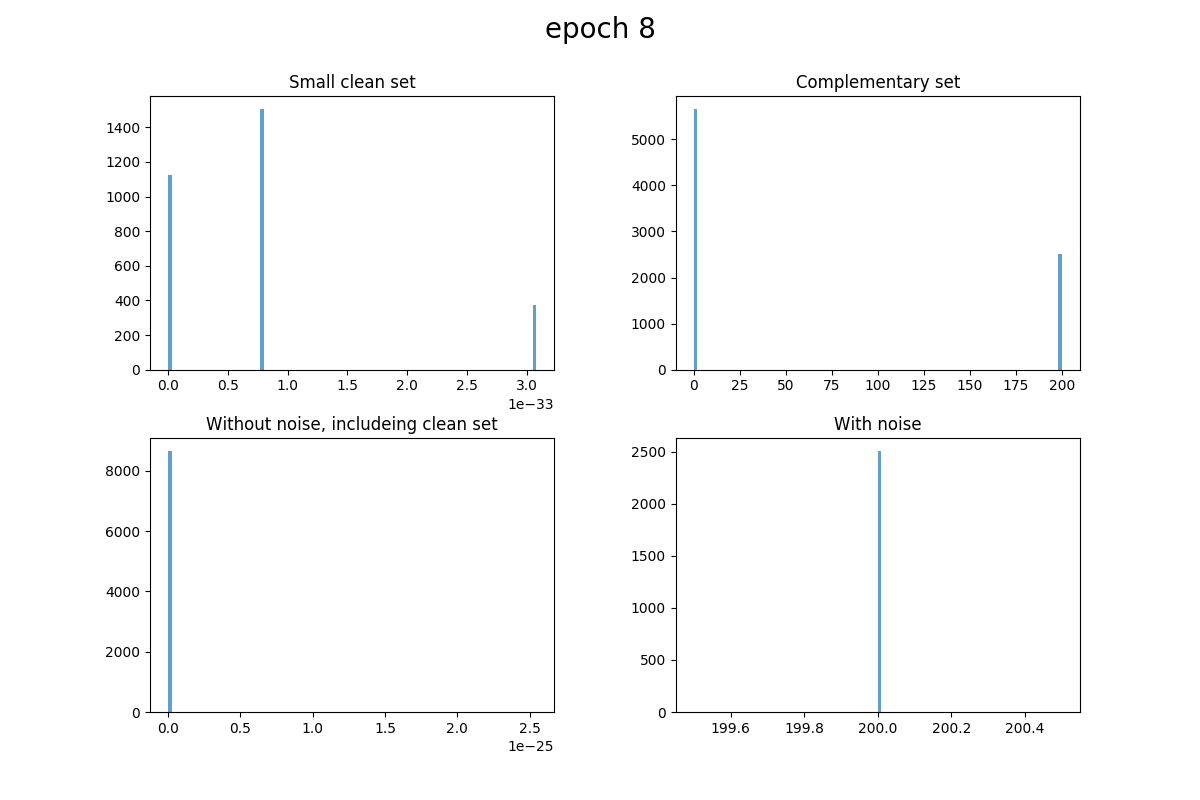 epoch 8
Small clean set
1400
1200
1000
800
600
400
200
0
0.0 0.5 1.0 1.5 2.0 2.5 3.0
1e−33
Complementary set
5000
4000
3000
2000
1000
0
0 25 50 75 100 125 150 175 200
Without noise, includeing clean set
8000
6000
4000
2000
0
0.0 0.5 1.0 1.5 2.0 2.5
1e−25
With noise
2500
2000
1500
1000
500
0
199.6 199.8 200.0 200.2 200.4